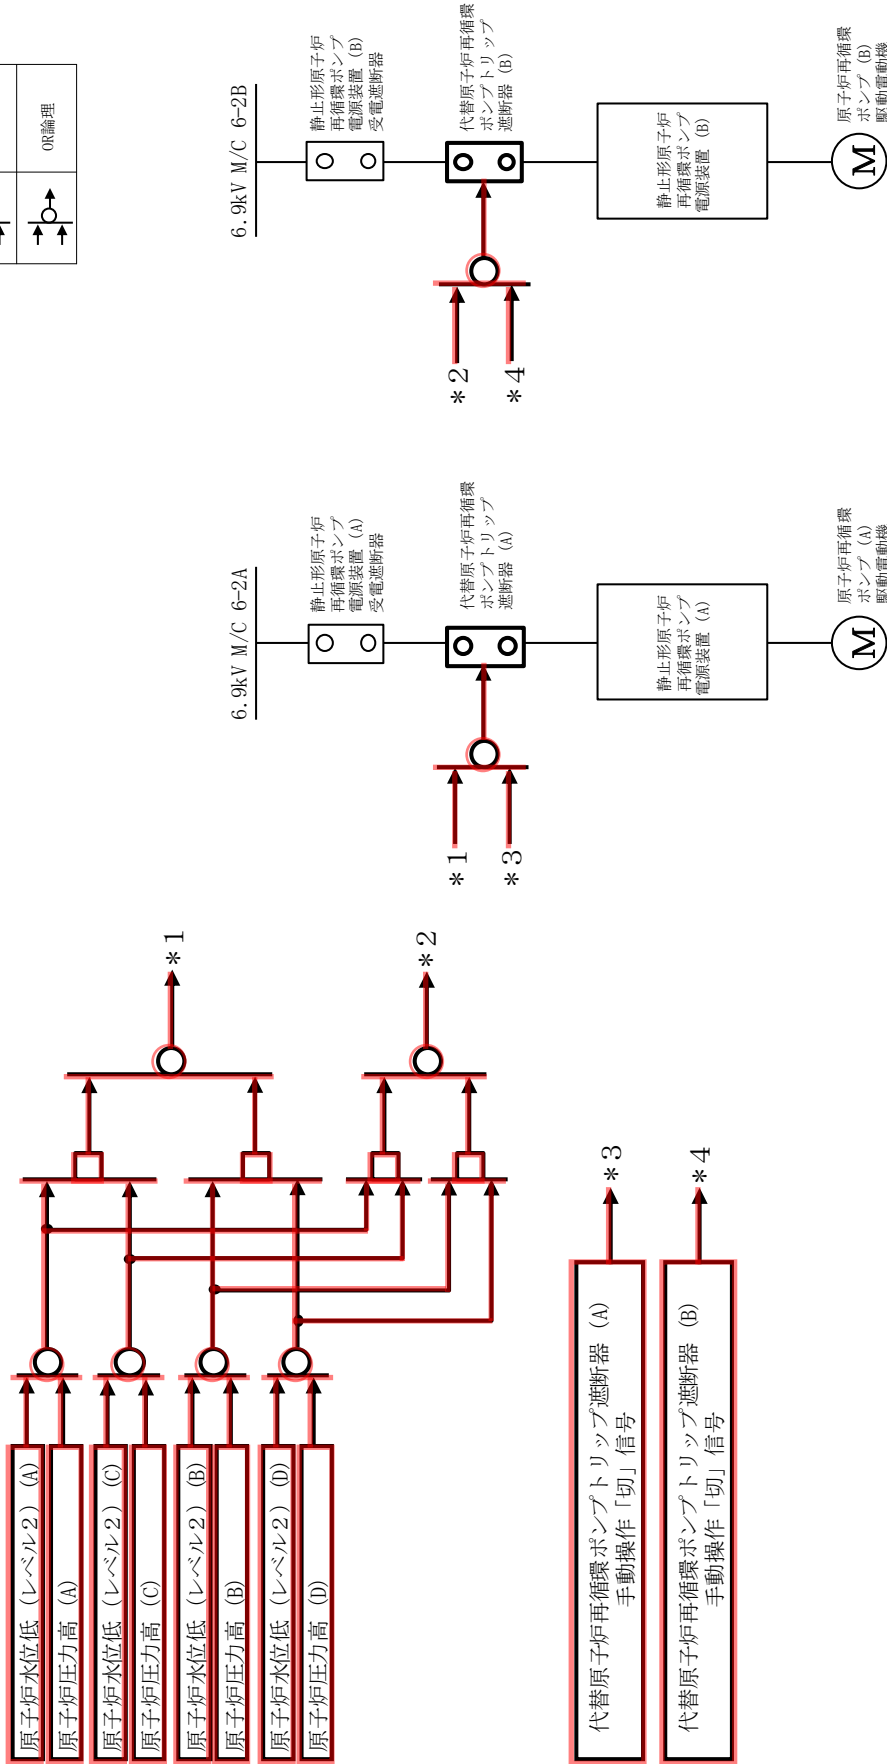 原子炉水位低 (レベル2) (A)
原子炉圧力高 (A)
原子炉水位低 (レベル2) (C)
原子炉圧力高 (C)
原子炉水位低 (レベル2) (B)
原子炉圧力高 (B)
原子炉水位低 (レベル2) (D)
原子炉圧力高 (D)
*1
*2
代替原子炉再循環ポンプトリップ遮断器 (A)
手動操作「切」信号
*3
代替原子炉再循環ポンプトリップ遮断器 (B)
手動操作「切」信号
*4
6.9kV M/C 6-2A
静止形原子炉
再循環ポンプ
電源装置 (A)
受電遮断器
代替原子炉再循環
ポンプトリップ
遮断器 (A)
*1
*3
静止形原子炉
再循環ポンプ
電源装置 (A)
原子炉再循環
ポンプ (A)
駆動電動機
M
6.9kV M/C 6-2B
静止形原子炉
再循環ポンプ
電源装置 (B)
受電遮断器
代替原子炉再循環
ポンプトリップ
遮断器 (B)
*2
*4
静止形原子炉
再循環ポンプ
電源装置 (B)
原子炉再循環
ポンプ (B)
駆動電動機
M
OR論理